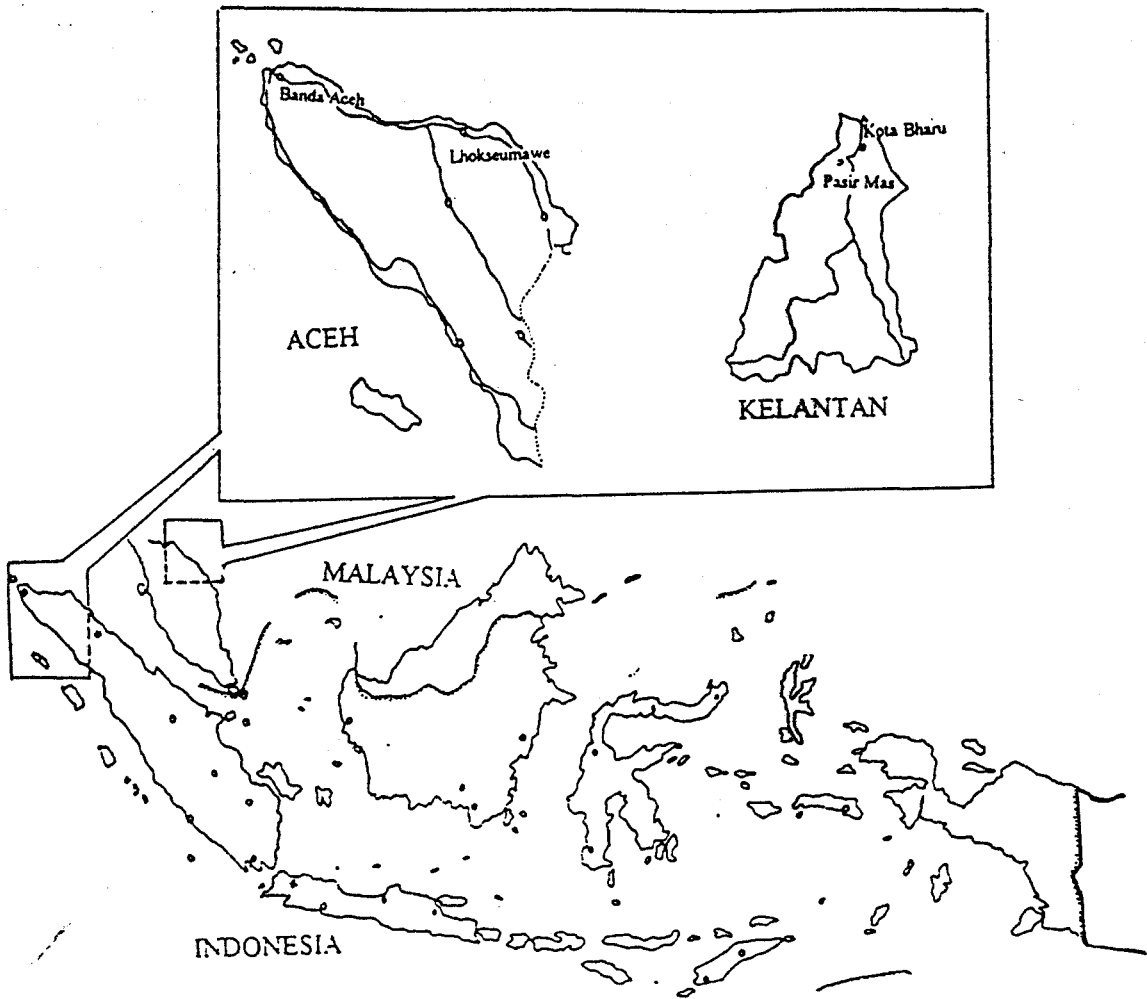 Banda Aceh
Kota Bharu
Lhokseumawe
Pasir Mas
ACEH
KELANTAN
MALAYSIA
INDONESIA